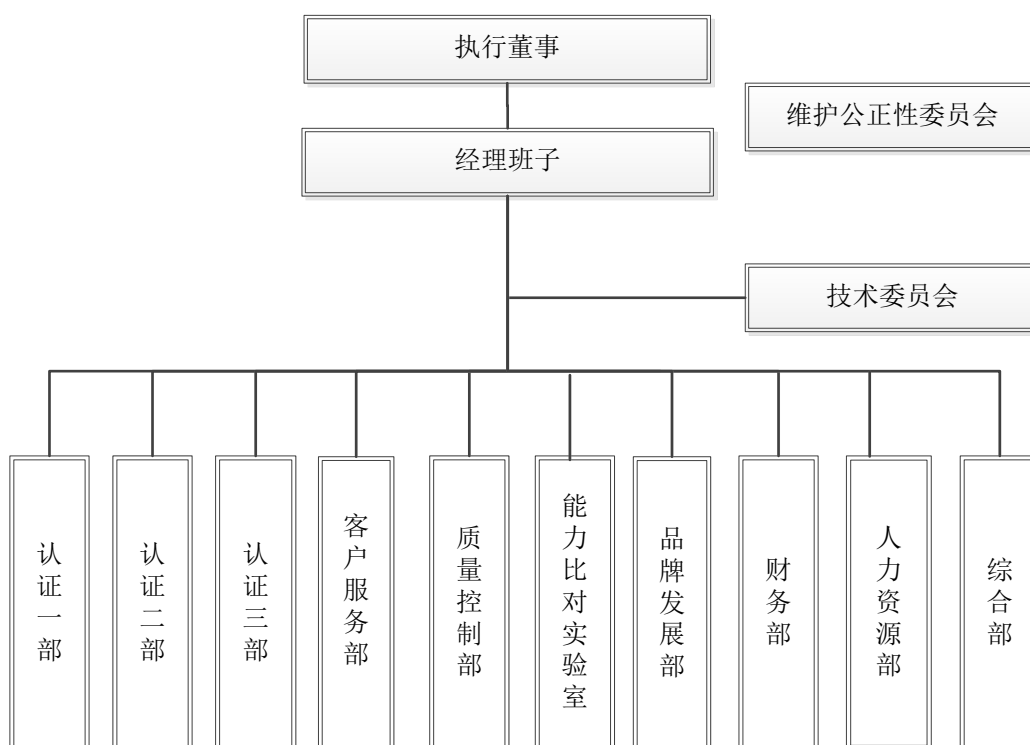 执行董事
维护公正性委员会
经理班子
技术委员会
认证一部
认证二部
认证三部
客户服务部
质量控制部
能力比对实验室
品牌发展部
财务部
人力资源部
综合部